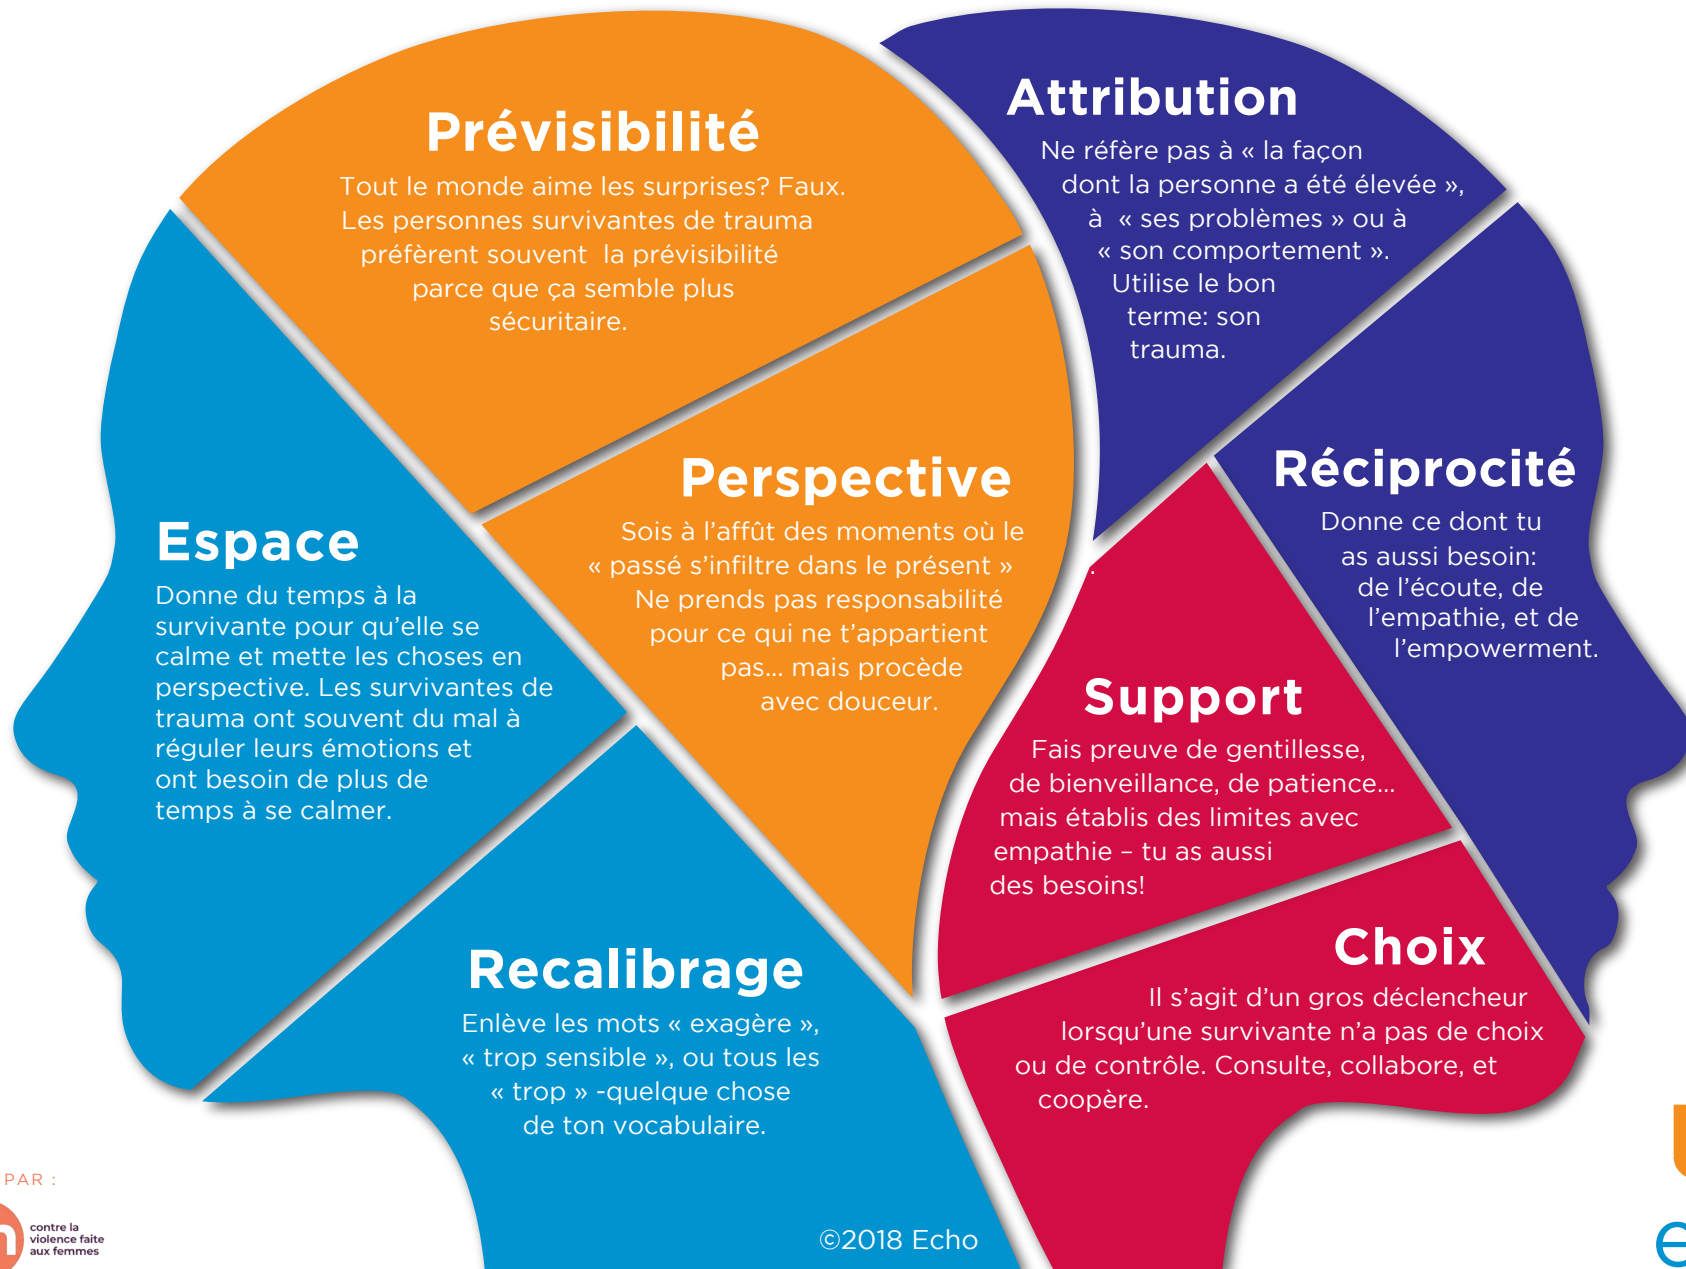 Prévisibilité
Tout le monde aime les surprises? Faux.
Les personnes survivantes de trauma
préfèrent souvent la prévisibilité
parce que ça semble plus
sécuritaire.
Attribution
Ne réfère pas à « la façon
dont la personne a été élevée »,
à « ses problèmes » ou à
« son comportement ».
Utilise le bon
terme: son
trauma.
Perspective
Sois à l’affût des moments où le
« passé s’infiltre dans le présent »
Ne prends pas responsabilité
pour ce qui ne t’appartient
pas... mais procède
avec douceur.
.
Réciprocité
Donne ce dont tu
as aussi besoin:
de l’écoute, de
l’empathie, et de
l’empowerment.
Espace
Donne du temps à la
survivante pour qu’elle se
calme et mette les choses en
perspective. Les survivantes de
trauma ont souvent du mal à
réguler leurs émotions et
ont besoin de plus de
temps à se calmer.
Support
Fais preuve de gentillesse,
de bienveillance, de patience...
mais établis des limites avec
empathie – tu as aussi
des besoins!
Recalibrage
Enlève les mots « exagère »,
« trop sensible », ou tous les
« trop » -quelque chose
de ton vocabulaire.
Choix
Il s’agit d’un gros déclencheur
lorsqu’une survivante n’a pas de choix
ou de contrôle. Consulte, collabore, et
coopère.
PAR :
contre la
violence faite
aux femmes
©2018 Echo